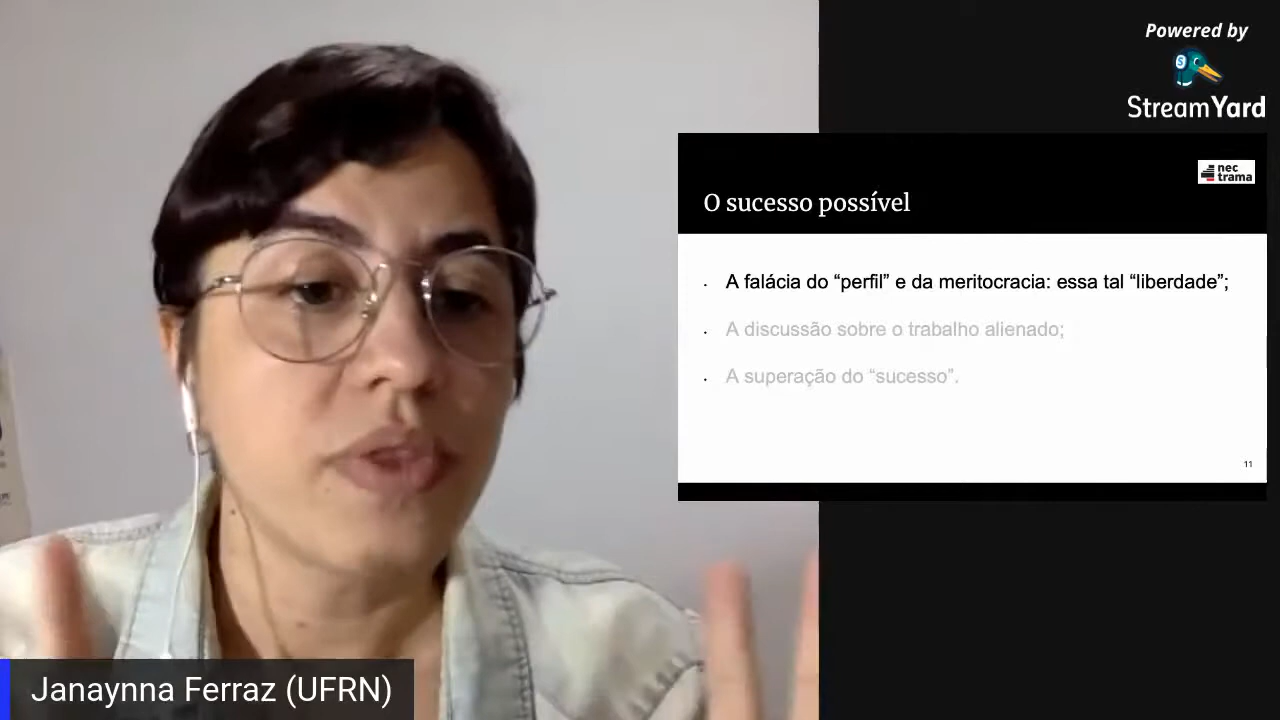 Powered by
StreamYard
nec
trama
O sucesso possível
A falácia do “perfil” e da meritocracia: essa tal “liberdade”;
A discussão sobre o trabalho alienado;
A superação do “sucesso”.
11
Janaynna Ferraz (UFRN)